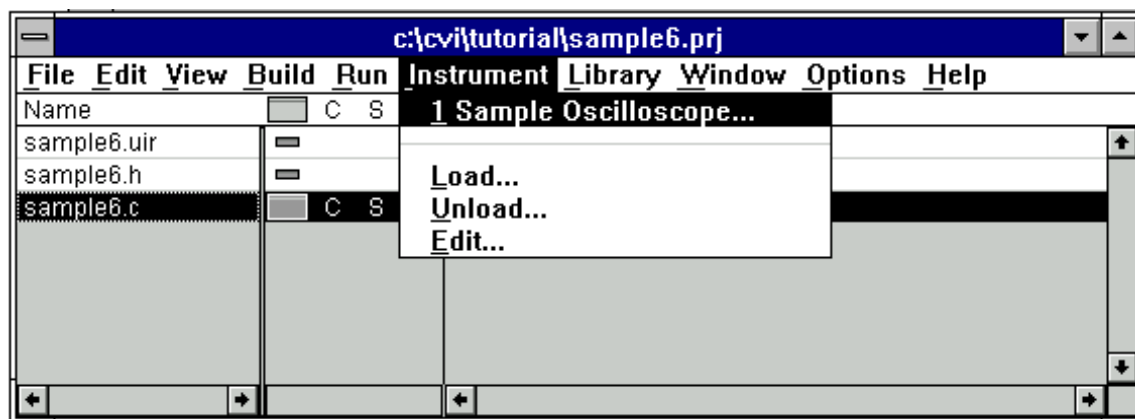 c:\cvi\tutorial\sample6.prj
File Edit View Build Run Instrument Library Window Options Help
Name C S
1 Sample Oscilloscope...
sample6.uir
sample6.h
Load...
sample6.c C S
Unload...
Edit...